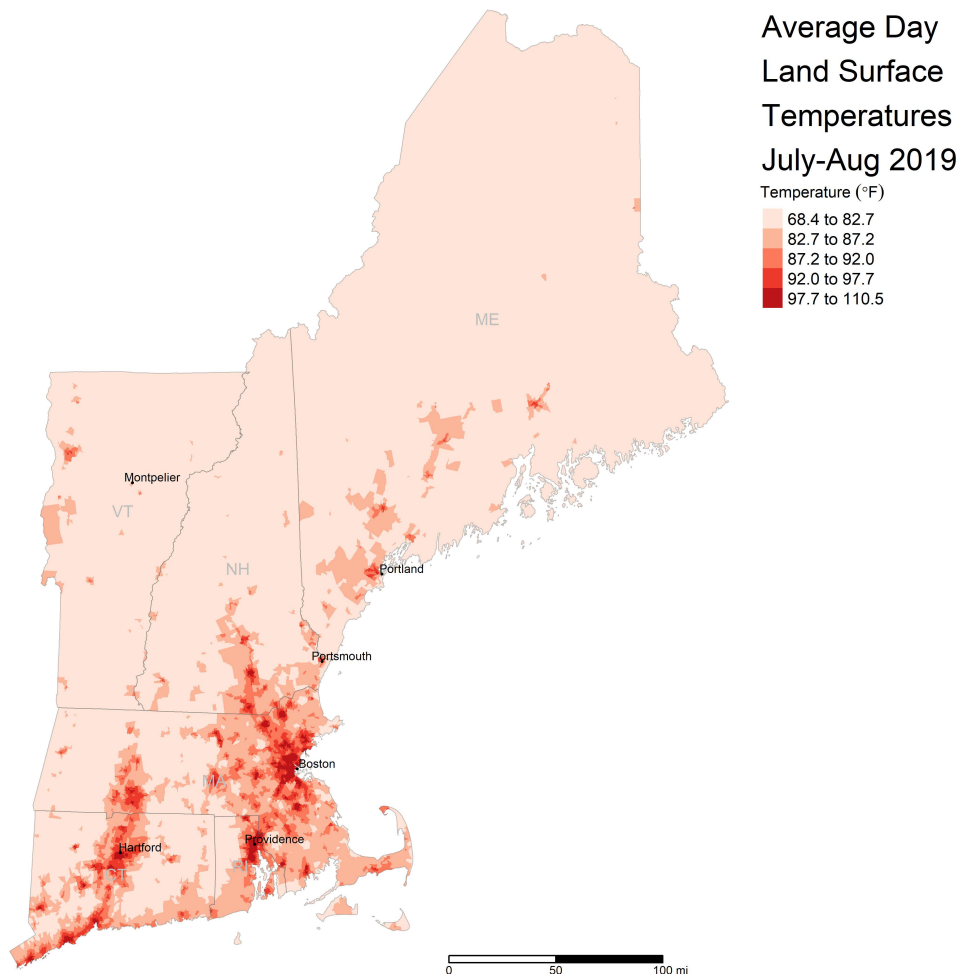 Average Day
Land Surface
Temperatures
July-Aug 2019
Temperature (°F)
68.4 to 82.7
82.7 to 87.2
87.2 to 92.0
92.0 to 97.7
97.7 to 110.5
ME
Montpelier
VT
NH
Portland
Portsmouth
Boston
MA
Providence
Hartford
RI
CT
0 50 100 mi